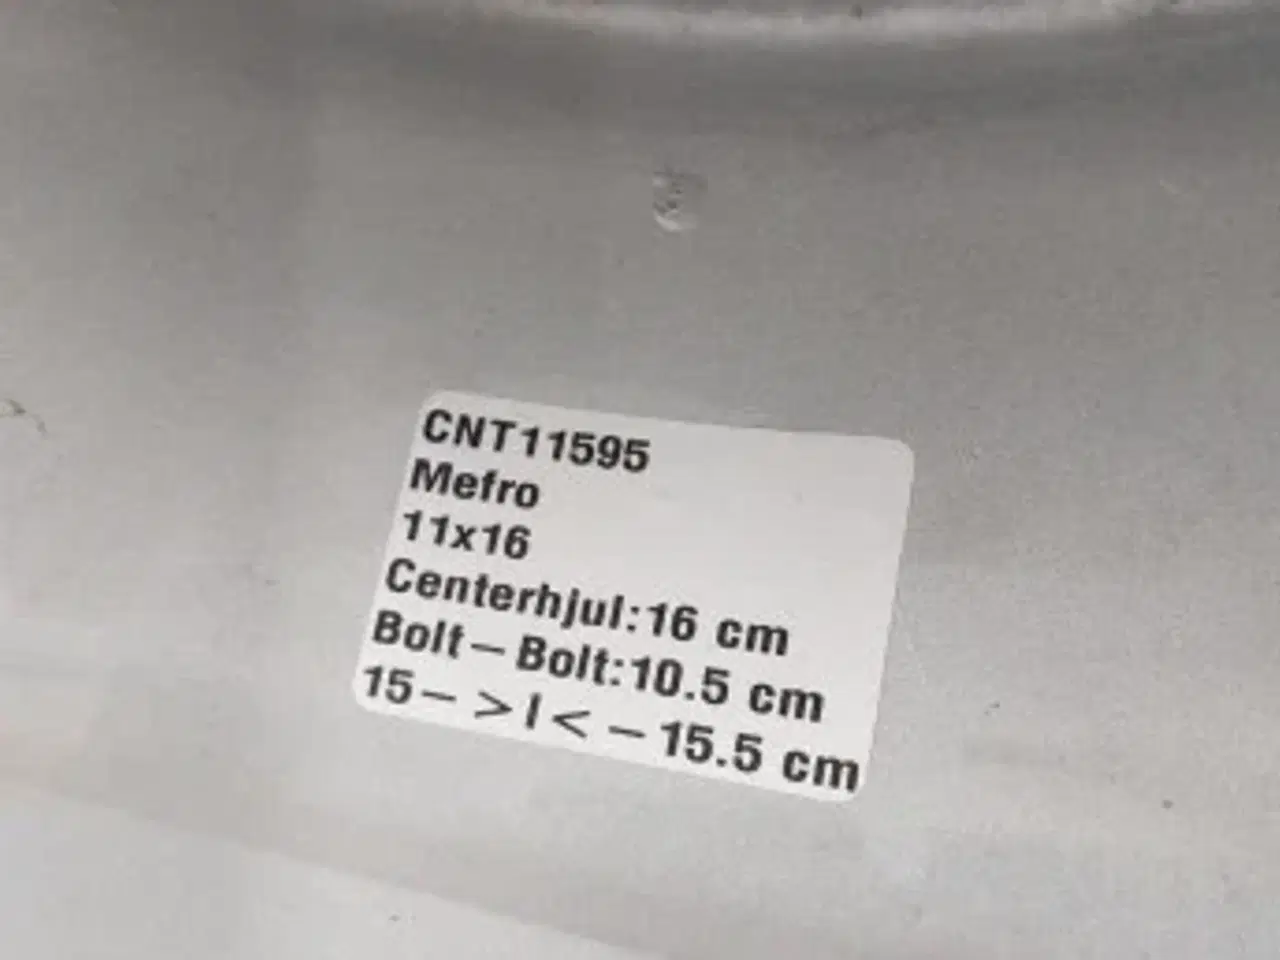 CNT11595
Mefro
11x16
Centerhjul:16 cm
Bolt-Bolt:10.5 cm
15->I<-15.5 cm